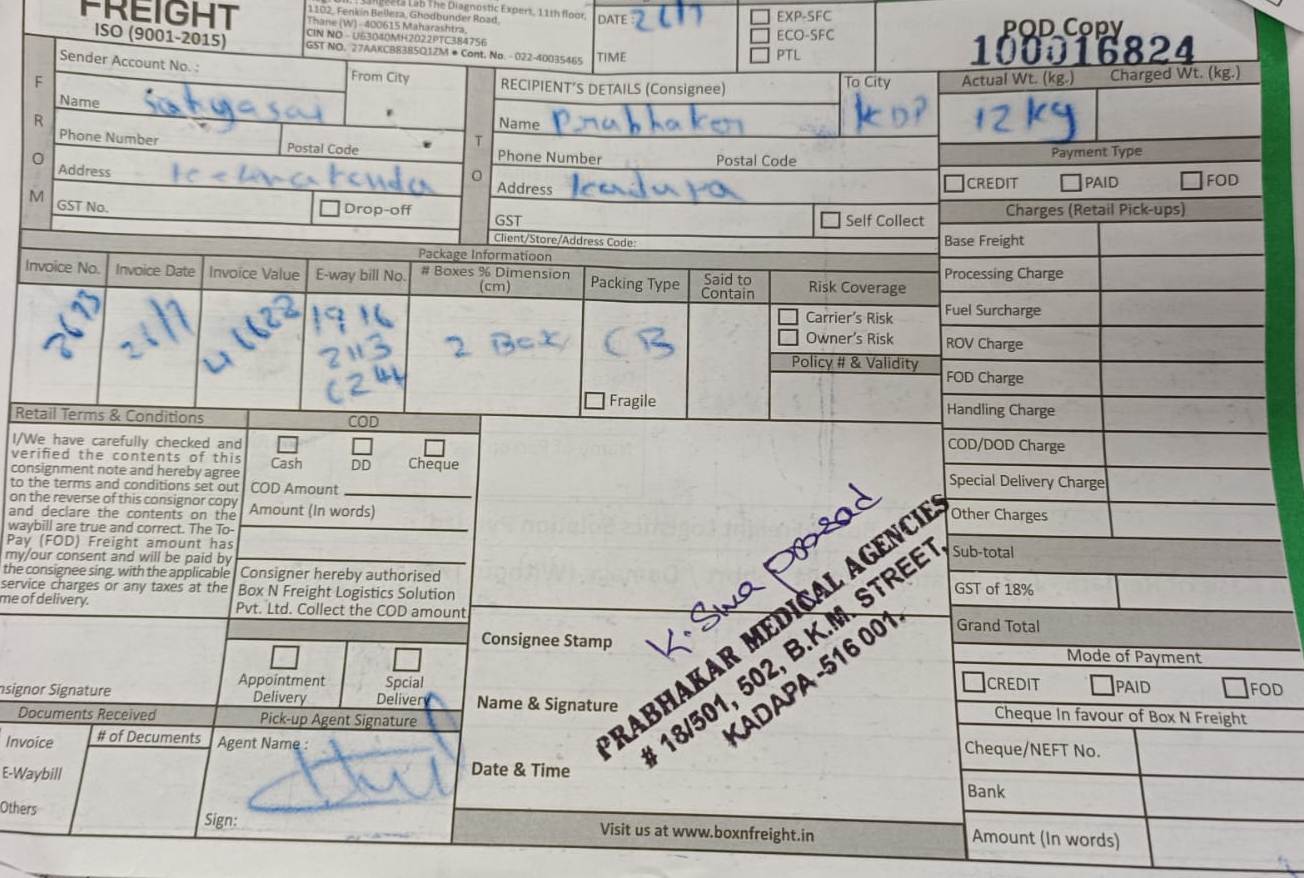 FREIGHT
ISO (9001-2015)
Sangeeta Lab The Diagnostic Expert, 11th floor,
1102, Fenkin Belleza, Ghodbunder Road,
Thane (W) - 400615 Maharashtra,
CIN NO - U63040MH2022PTC384756
GST NO. 27AAKCB8385Q1ZM • Cont. No. - 022-40035465
DATE : 26/7
TIME
EXP-SFC
ECO-SFC
PTL
POD Copy
100016824
FROM
Sender Account No. :
From City
Name Sathyasai
Phone Number
Postal Code
Address
GST No.
Drop-off
TO
RECIPIENT'S DETAILS (Consignee)
To City
KDP
Name Prabhakar
Phone Number
Postal Code
Address
GST
Self Collect
Client/Store/Address Code:
Actual Wt. (kg.)
Charged Wt. (kg.)
12 kg
Payment Type
CREDIT
PAID
FOD
Charges (Retail Pick-ups)
Base Freight
Processing Charge
Fuel Surcharge
ROV Charge
FOD Charge
Handling Charge
COD/DOD Charge
Special Delivery Charge
Other Charges
Sub-total
GST of 18%
Grand Total
Mode of Payment
CREDIT
PAID
FOD
Cheque In favour of Box N Freight
Cheque/NEFT No.
Bank
Amount (In words)
Package Informatioon
Invoice No.
Invoice Date
Invoice Value
E-way bill No.
# Boxes % Dimension
(cm)
Packing Type
Said to
Contain
Risk Coverage
26/7
41622
1916
2113
6244
2 Box
CB
Fragile
Carrier's Risk
Owner's Risk
Policy # & Validity
Retail Terms & Conditions
I/We have carefully checked and
verified the contents of this
consignment note and hereby agree
to the terms and conditions set out
on the reverse of this consignor copy
and declare the contents on the
waybill are true and correct. The To-
Pay (FOD) Freight amount has
my/our consent and will be paid by
the consignee sing. with the applicable
service charges or any taxes at the
me of delivery.
COD
Cash
DD
Cheque
COD Amount
Amount (In words)
Consigner hereby authorised
Box N Freight Logistics Solution
Pvt. Ltd. Collect the COD amount
Appointment
Delivery
Spcial
Delivery
nsignor Signature
Documents Received
# of Decuments
Invoice
E-Waybill
Others
Pick-up Agent Signature
Agent Name :
Sign:
Consignee Stamp
Name & Signature
Date & Time
PRABHAKAR MEDICAL AGENCIES
# 18/501, 502, B.K.M. STREET,
KADAPA-516 001.
Visit us at www.boxnfreight.in